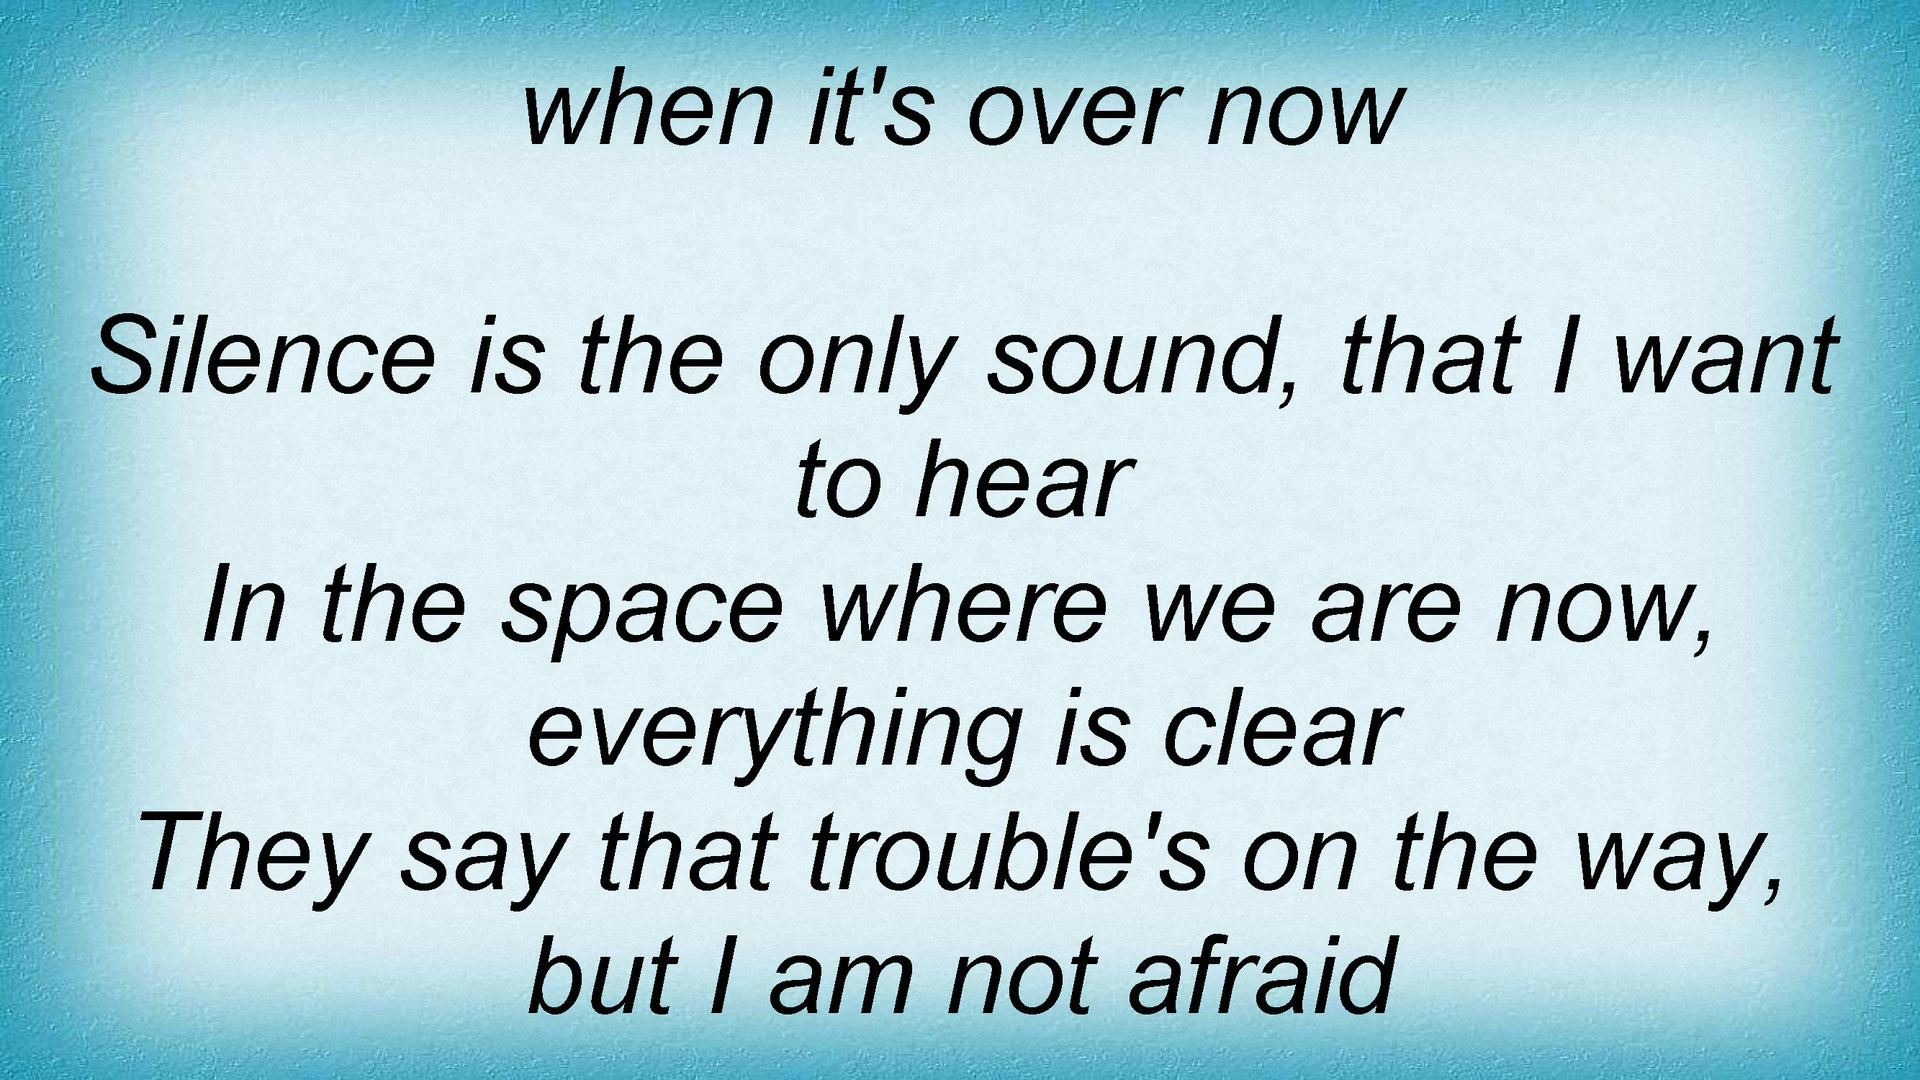 when it's over now
Silence is the only sound, that I want
to hear
In the space where we are now,
everything is clear
They say that trouble's on the way,
but I am not afraid